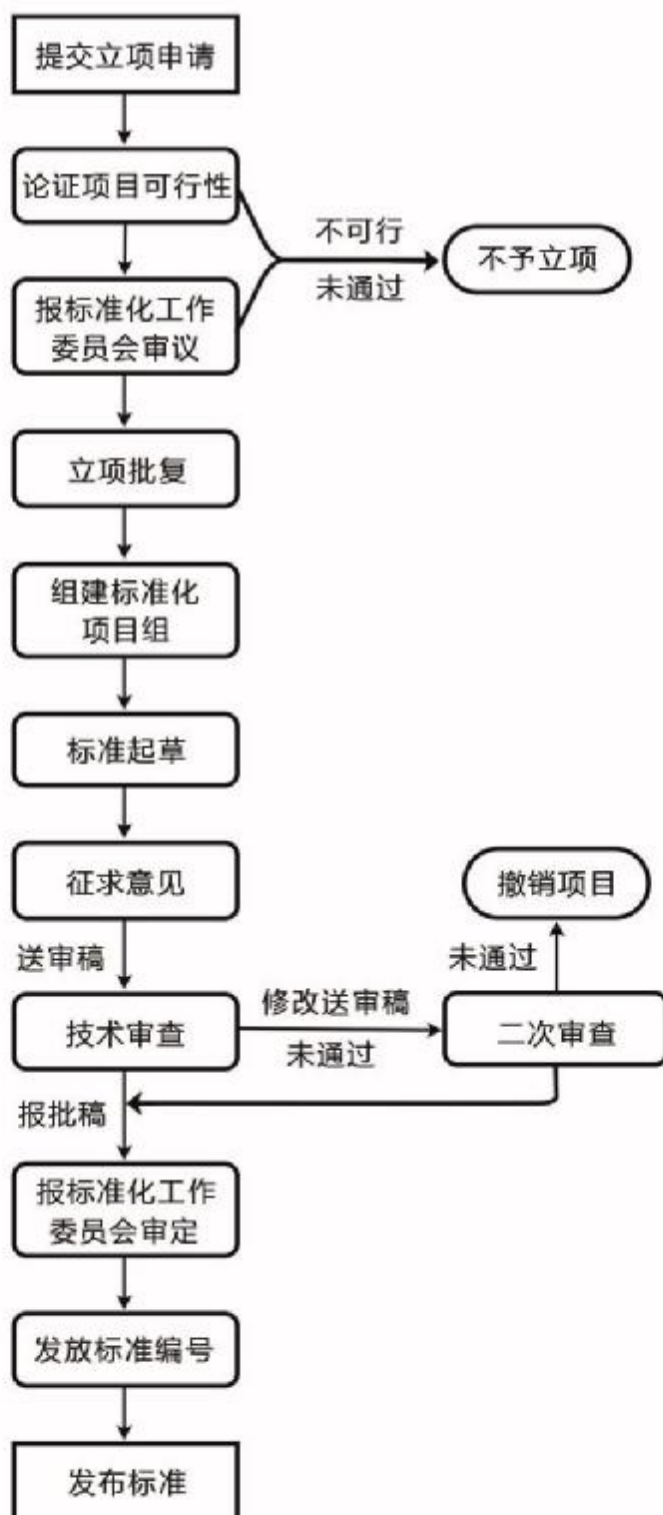 提交立项申请
论证项目可行性
不可行
未通过
不予立项
报标准化工作
委员会审议
立项批复
组建标准化
项目组
标准起草
征求意见
撤销项目
送审稿
未通过
技术审查
修改送审稿
未通过
二次审查
报批稿
报标准化工作
委员会审定
发放标准编号
发布标准